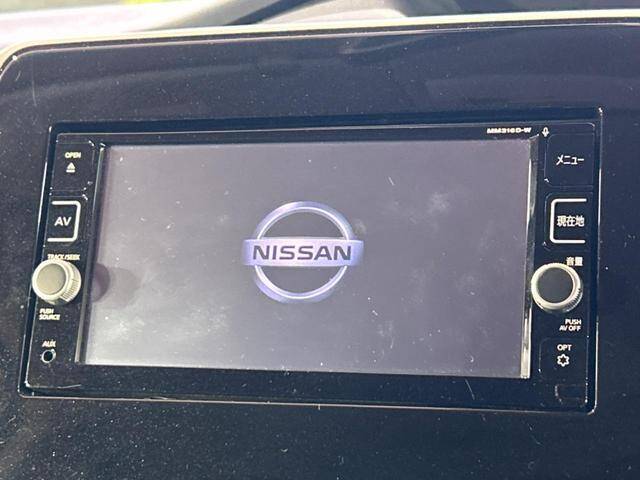 MM316D-W
OPEN
メニュー
AV
現在地
NISSAN
TRACK/SEEK
音量
PUSH
SOURCE
PUSH
AV OFF
AUX
OPT